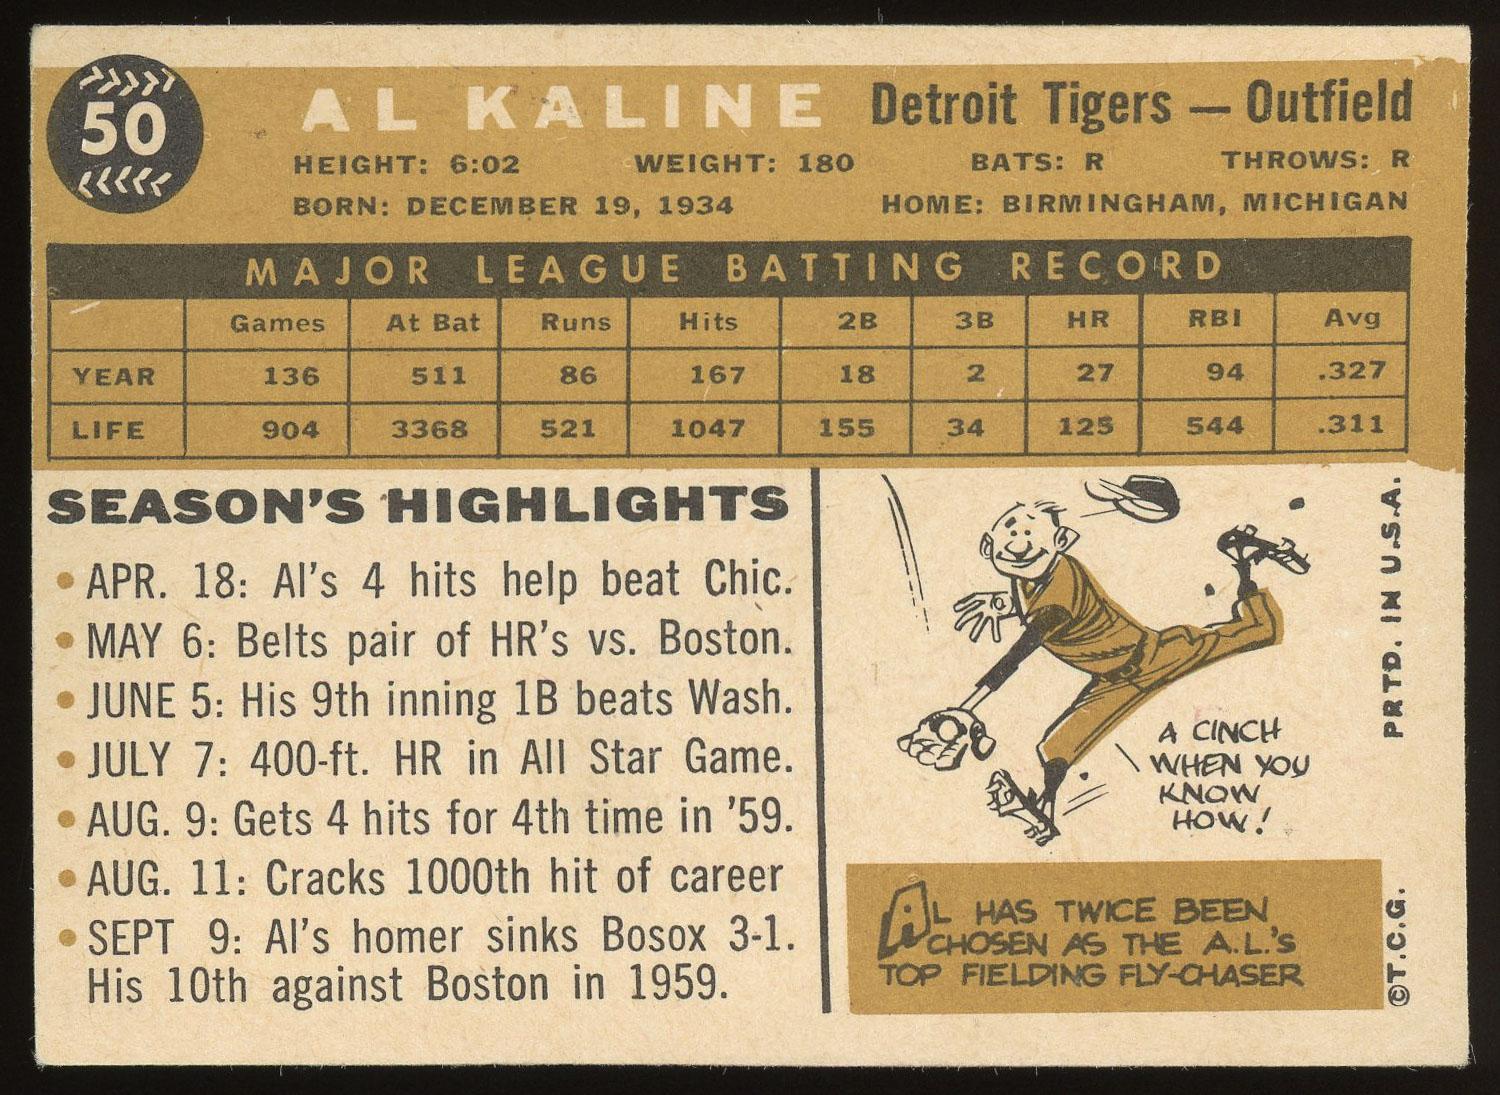 50
AL KALINE Detroit Tigers — Outfield
HEIGHT: 6:02 WEIGHT: 180 BATS: R THROWS: R
BORN: DECEMBER 19, 1934 HOME: BIRMINGHAM, MICHIGAN
MAJOR LEAGUE BATTING RECORD
Games At Bat Runs Hits 2B 3B HR RBI Avg
YEAR 136 511 86 167 18 2 27 94 .327
LIFE 904 3368 521 1047 155 34 125 544 .311
SEASON'S HIGHLIGHTS
• APR. 18: Al's 4 hits help beat Chic.
• MAY 6: Belts pair of HR's vs. Boston.
• JUNE 5: His 9th inning 1B beats Wash.
• JULY 7: 400-ft. HR in All Star Game.
• AUG. 9: Gets 4 hits for 4th time in '59.
• AUG. 11: Cracks 1000th hit of career
• SEPT 9: Al's homer sinks Bosox 3-1.
His 10th against Boston in 1959.
A CINCH
WHEN YOU
KNOW
HOW!
AL HAS TWICE BEEN
CHOSEN AS THE A.L.'S
TOP FIELDING FLY-CHASER
©T.C.G. PRTD. IN U.S.A.